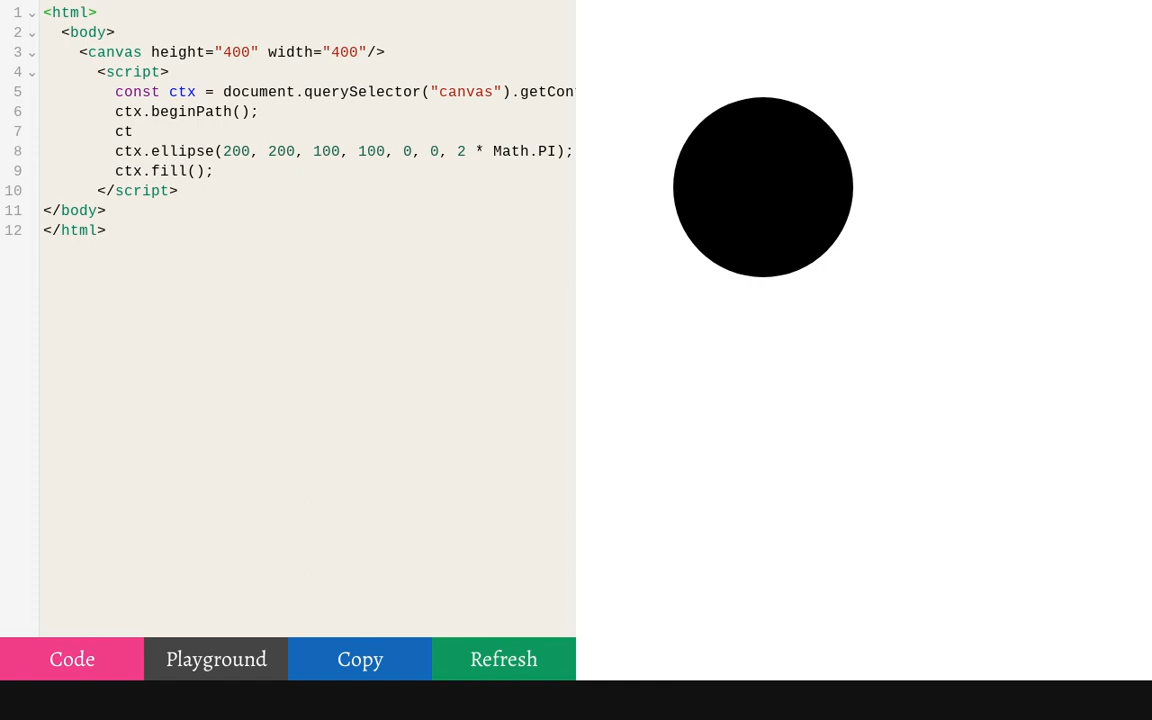 1 <html>
2 <body>
3 <canvas height="400" width="400"/>
4 <script>
5 const ctx = document.querySelector("canvas").getCon
6 ctx.beginPath();
7 ct
8 ctx.ellipse(200, 200, 100, 100, 0, 0, 2 * Math.PI);
9 ctx.fill();
10 </script>
11 </body>
12 </html>
Code Playground Copy Refresh